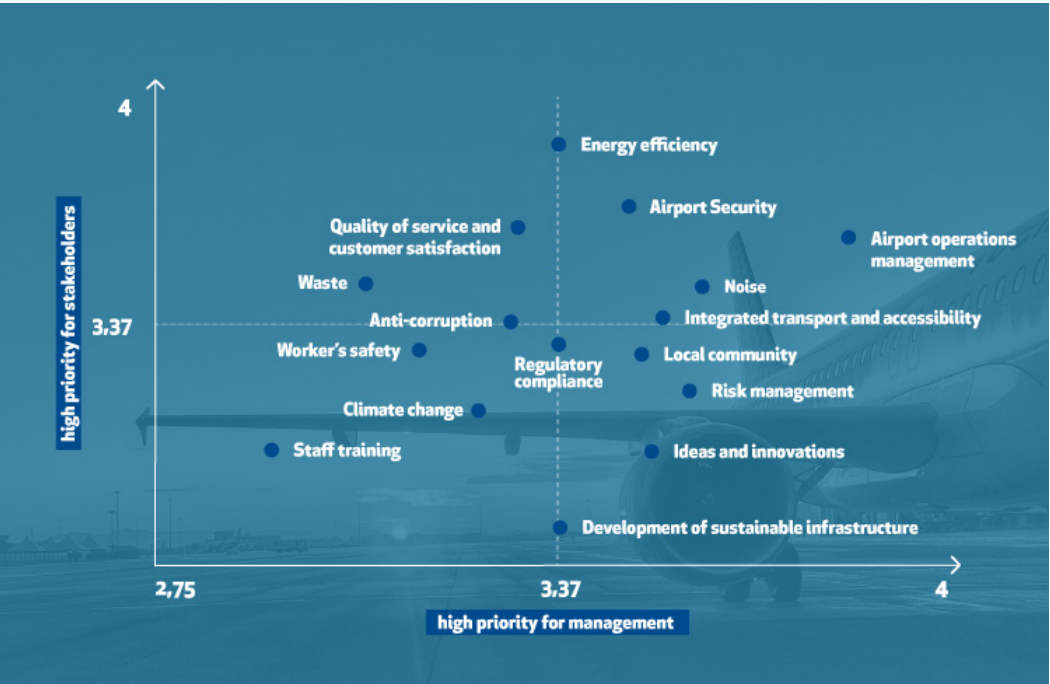 4
Energy efficiency
Airport Security
Quality of service and
customer satisfaction
Airport operations
management
Waste
Noise
high priority for stakeholders
3,37
Anti-corruption
Integrated transport and accessibility
Worker's safety
Regulatory
compliance
Local community
Risk management
Climate change
Staff training
Ideas and innovations
Development of sustainable infrastructure
2,75
3,37
4
high priority for management